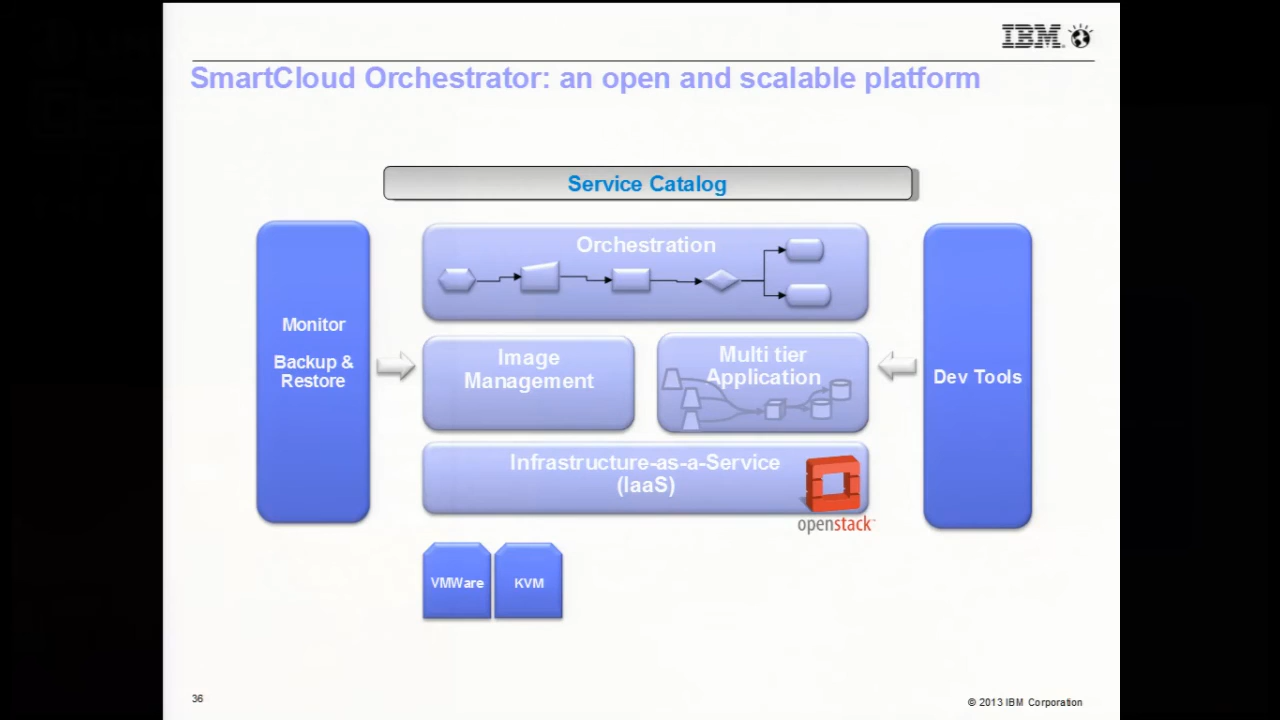 IBM
SmartCloud Orchestrator: an open and scalable platform
Service Catalog
Orchestration
Monitor
Backup &
Restore
Image
Management
Multi tier
Application
Dev Tools
Infrastructure-as-a-Service
(IaaS)
openstack™
VMWare
KVM
36
© 2013 IBM Corporation